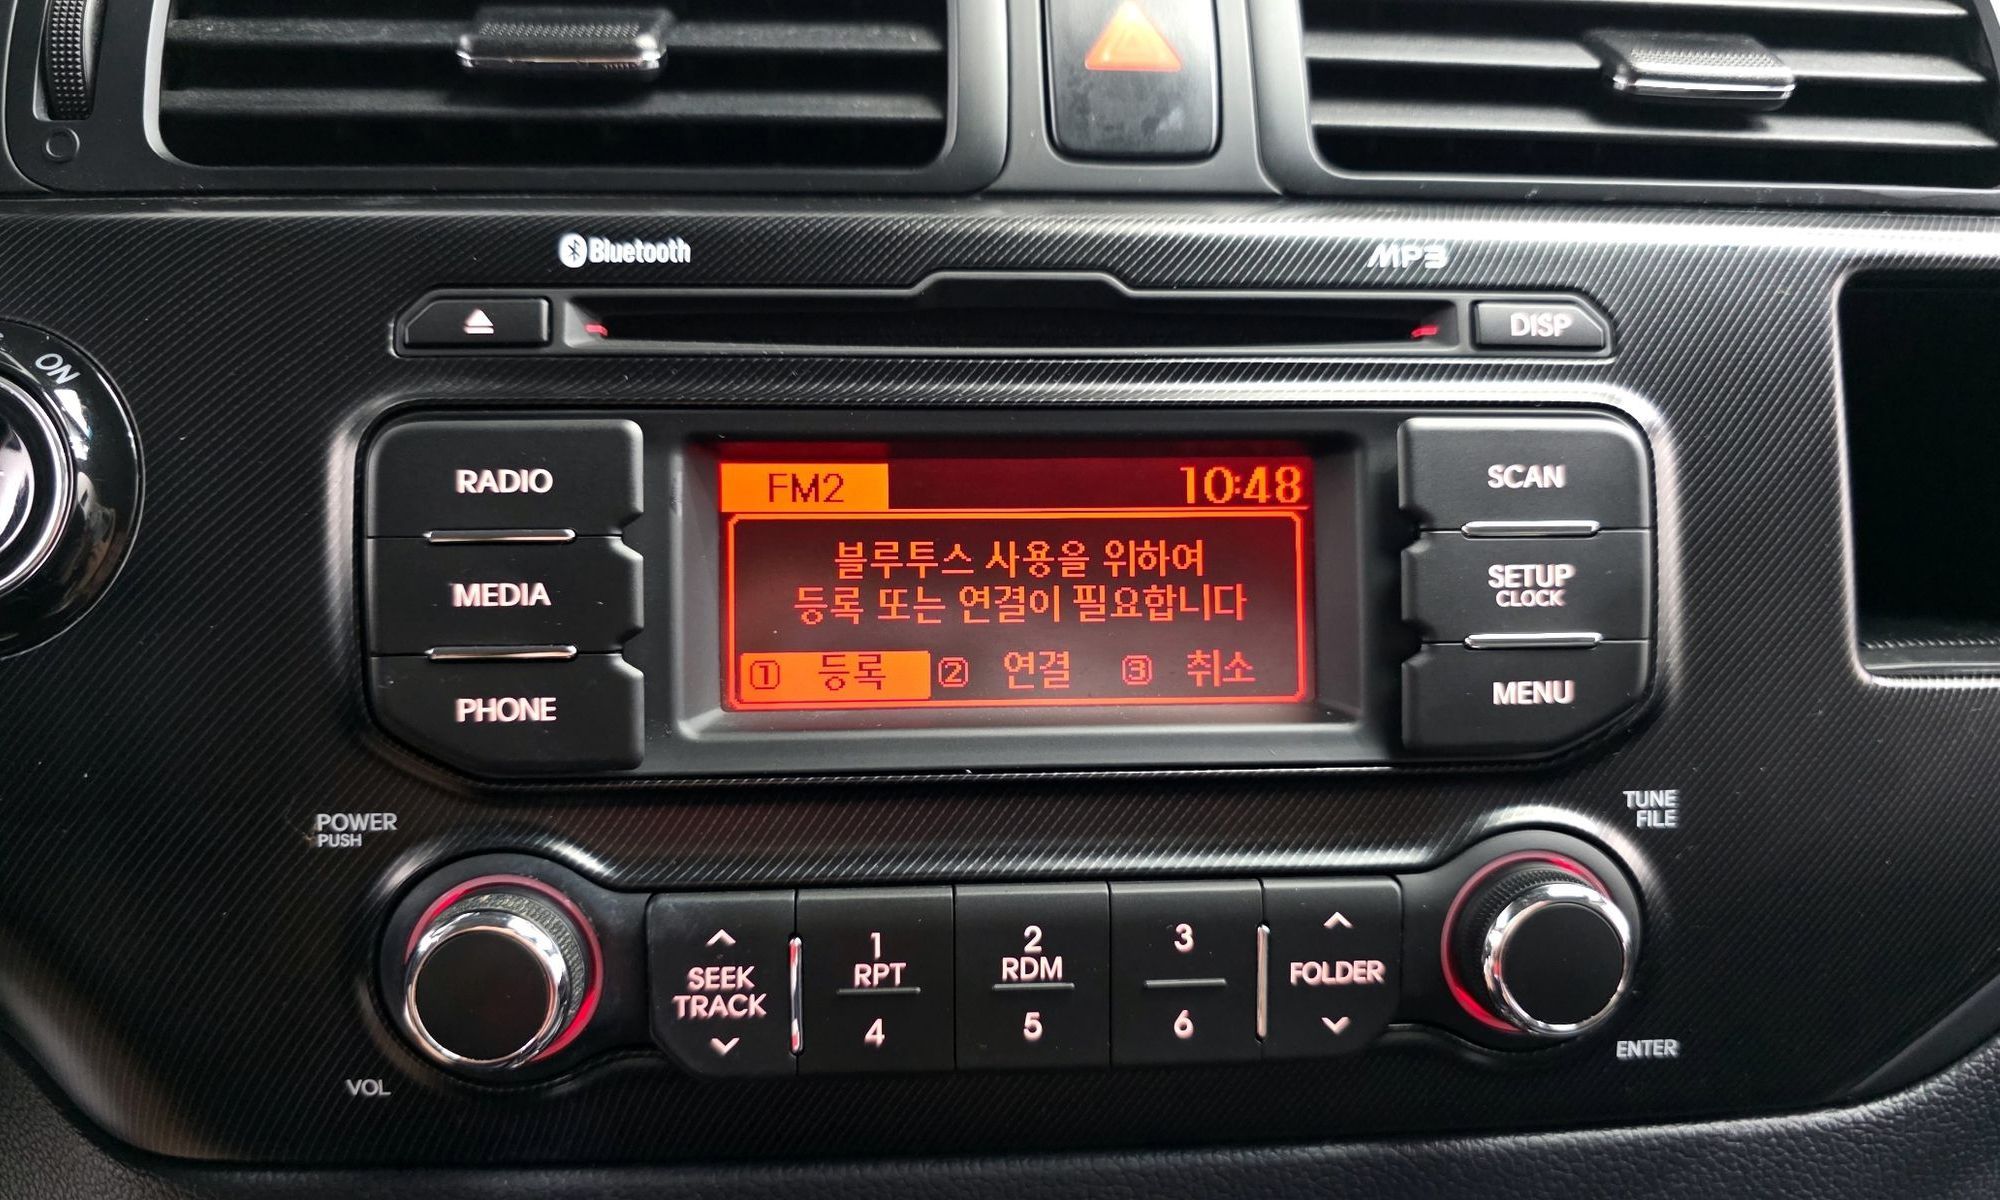 Bluetooth
MP3
DISP
ON
RADIO
MEDIA
PHONE
FM2 10:48
블루투스 사용을 위하여
등록 또는 연결이 필요합니다
① 등록 ② 연결 ③ 취소
SCAN
SETUP
CLOCK
MENU
POWER
PUSH
VOL
SEEK
TRACK
1
RPT
4
2
RDM
5
3
6
FOLDER
TUNE
FILE
ENTER